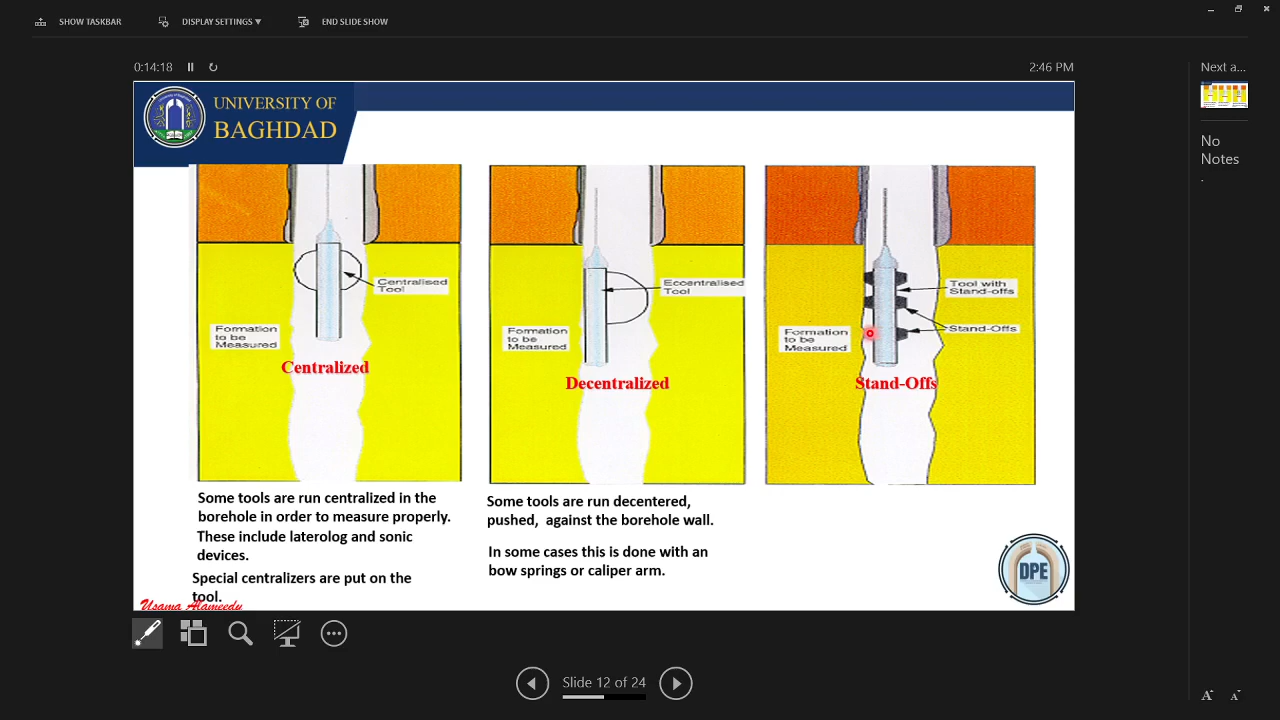 SHOW TASKBAR
DISPLAY SETTINGS
END SLIDE SHOW
0:14:18
2:46 PM
Next a...
UNIVERSITY OF
BAGHDAD
No
Notes
.
Centralised
Tool
Formation
to be
Measured
Centralized
Eccentralised
Tool
Formation
to be
Measured
Decentralized
Tool with
Stand-offs
Stand-Offs
Formation
to be
Measured
Stand-Offs
Some tools are run centralized in the
borehole in order to measure properly.
These include laterolog and sonic
devices.
Special centralizers are put on the
tool.
Some tools are run decentered,
pushed, against the borehole wall.
In some cases this is done with an
bow springs or caliper arm.
DPE
Usama Alameedy
Slide 12 of 24